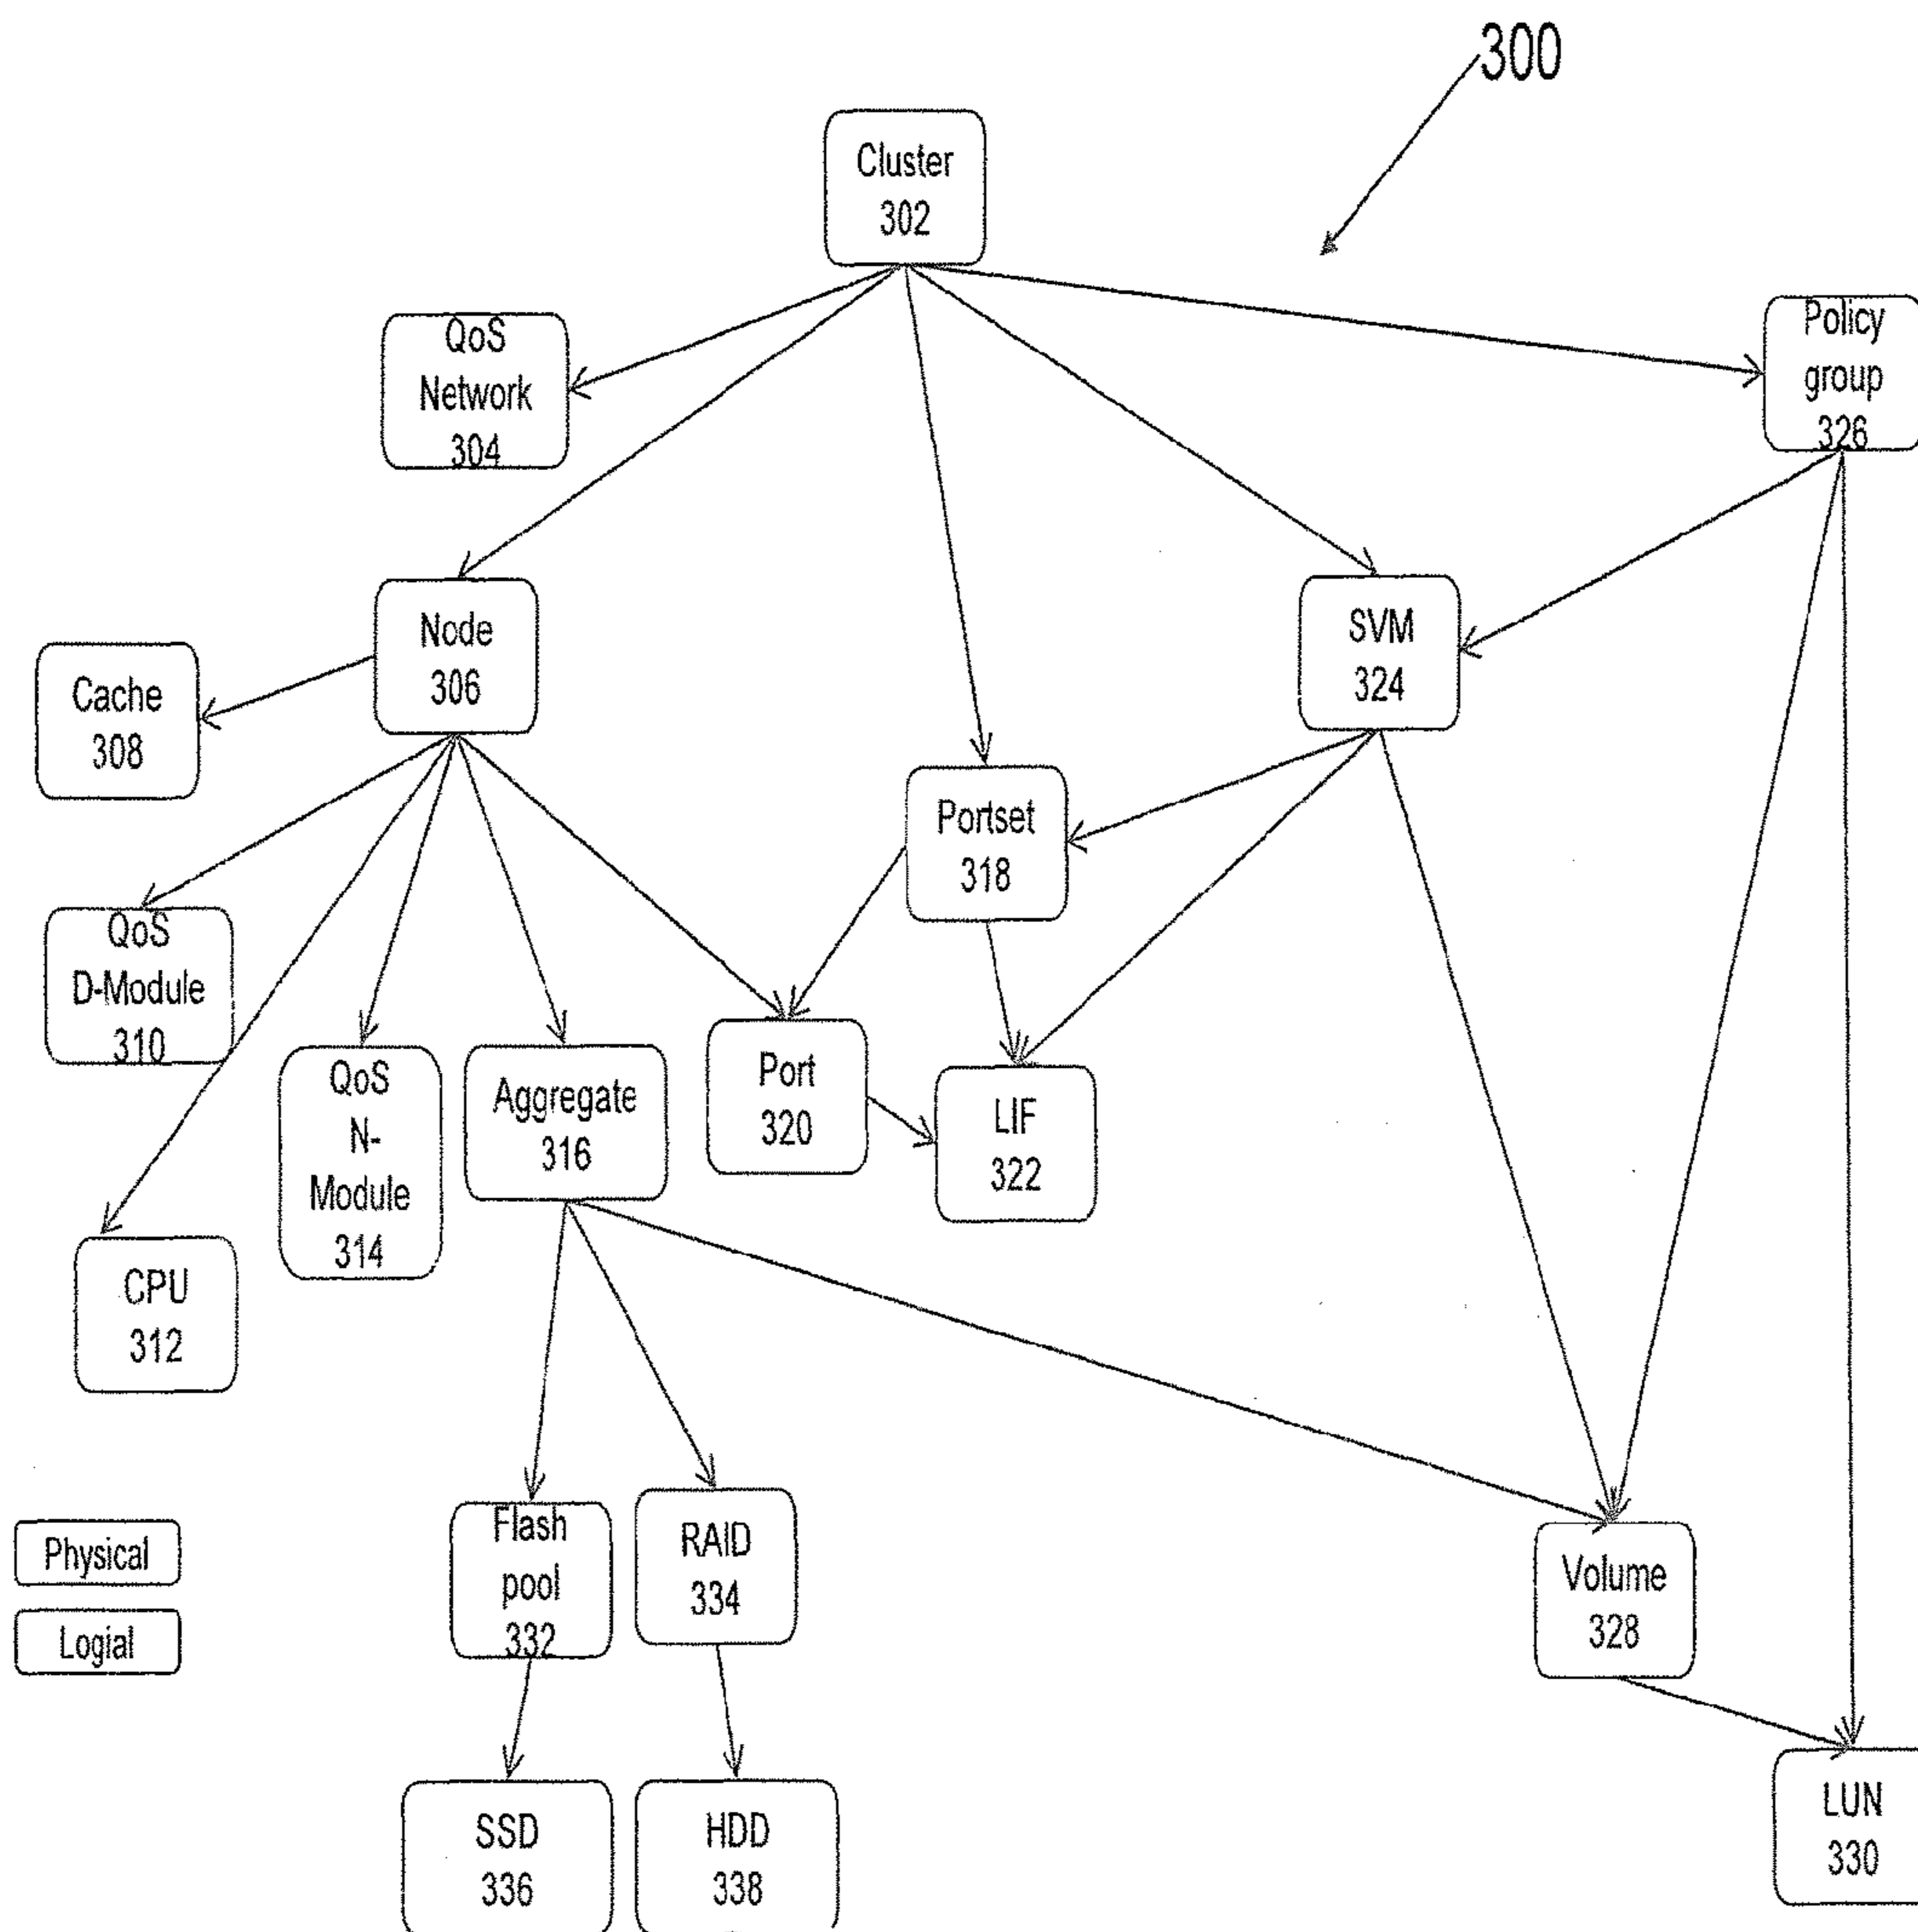 300
Cluster
302
QoS
Network
304
Policy
group
326
Node
306
SVM
324
Cache
308
Portset
318
QoS
D-Module
310
QoS
N-
Module
314
Aggregate
316
Port
320
LIF
322
CPU
312
Flash
pool
332
RAID
334
Physical
Logial
Volume
328
SSD
336
HDD
338
LUN
330